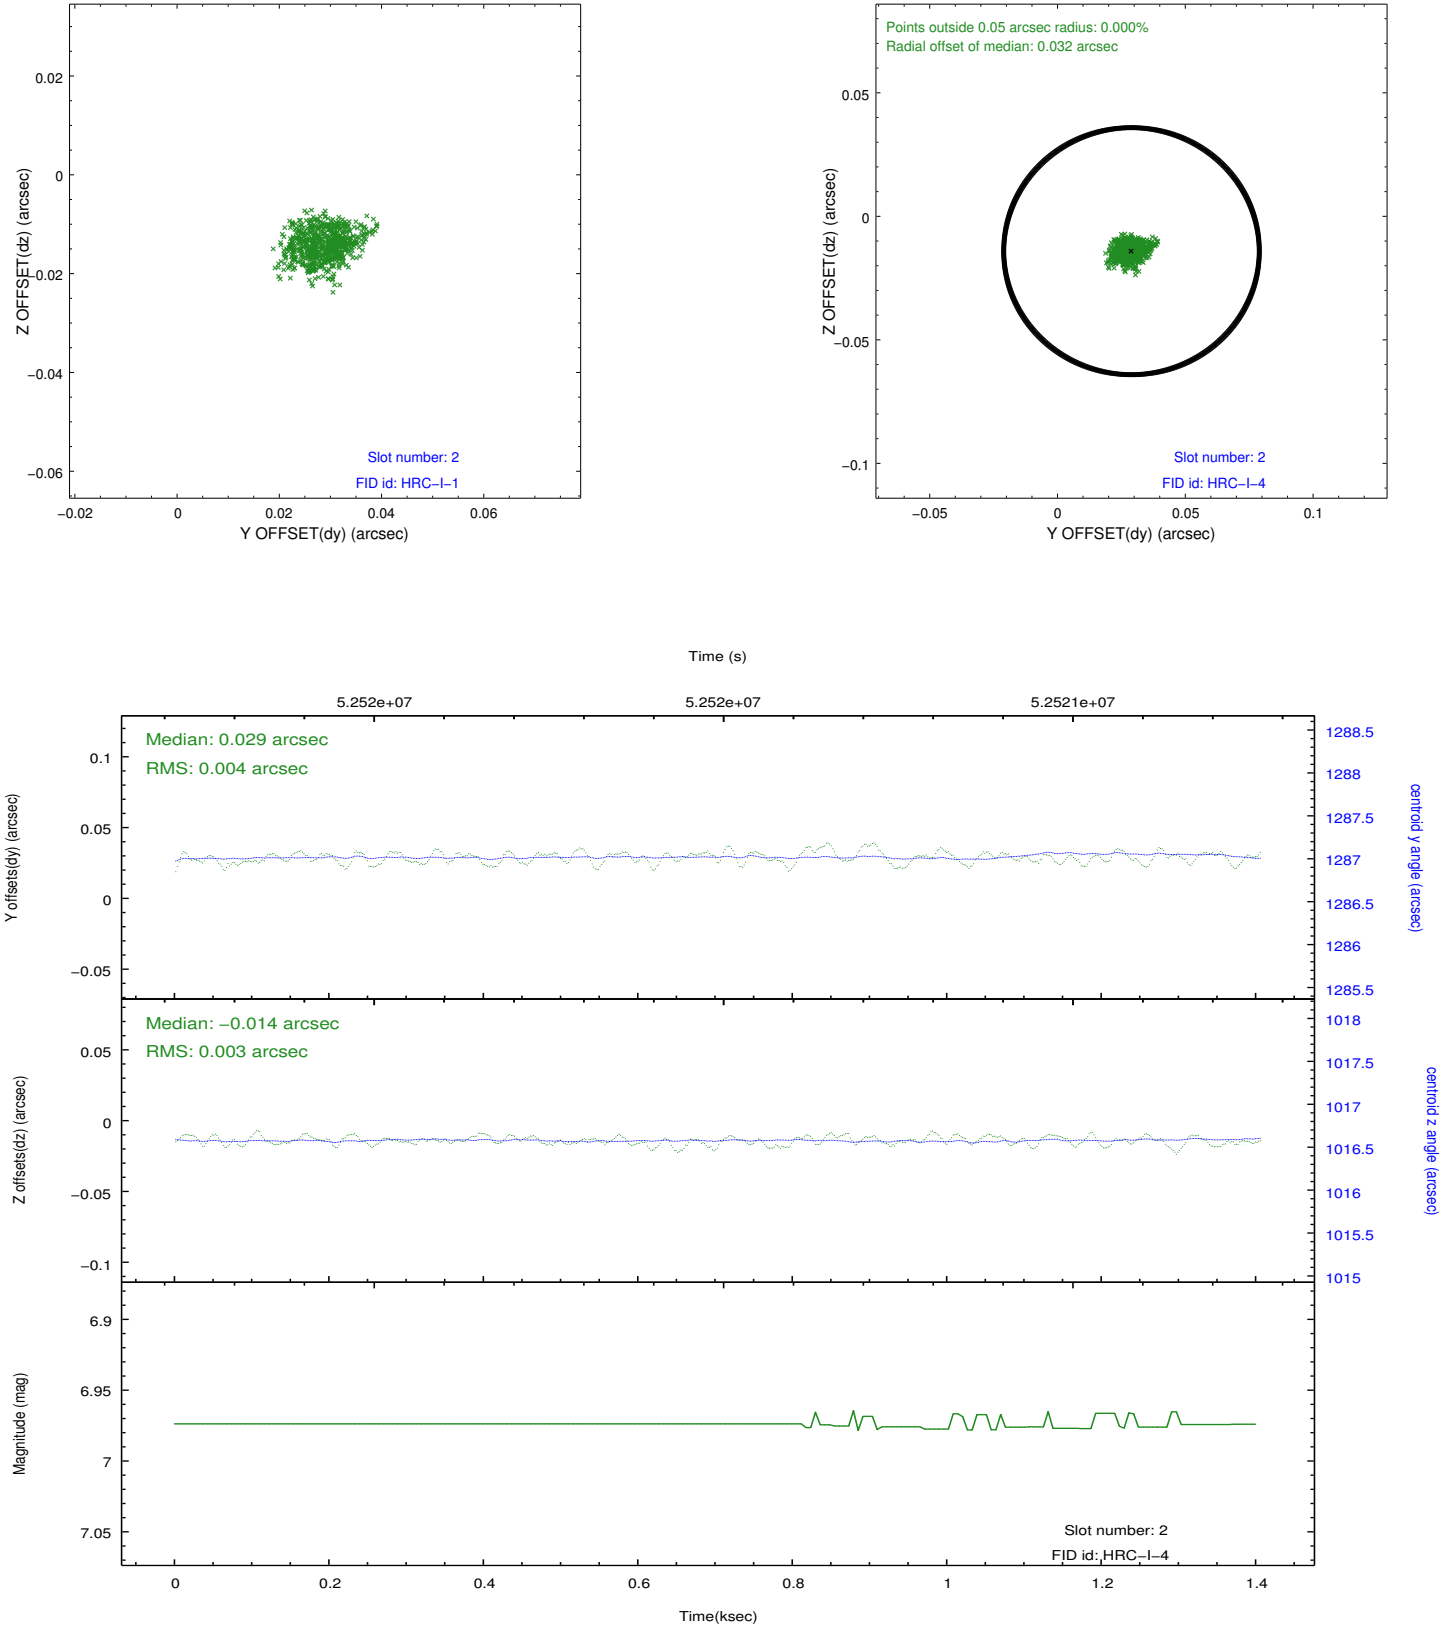 0.02
0
−0.02
−0.04
−0.06
Z OFFSET(dz) (arcsec)
Slot number: 2
FID id: HRC−I−1
−0.02
0
0.02
0.04
0.06
Y OFFSET(dy) (arcsec)
Points outside 0.05 arcsec radius: 0.000%
Radial offset of median: 0.032 arcsec
0.05
0
−0.05
−0.1
Z OFFSET(dz) (arcsec)
Slot number: 2
FID id: HRC−I−4
−0.05
0
0.05
0.1
Y OFFSET(dy) (arcsec)
Time (s)
5.252e+07
5.252e+07
5.2521e+07
Median: 0.029 arcsec
RMS: 0.004 arcsec
0.1
0.05
0
−0.05
Y offsets(dy) (arcsec)
1288.5
1288
1287.5
1287
1286.5
1286
1285.5
centroid y angle (arcsec)
Median: −0.014 arcsec
RMS: 0.003 arcsec
0.05
0
−0.05
−0.1
Z offsets(dz) (arcsec)
1018
1017.5
1017
1016.5
1016
1015.5
1015
centroid z angle (arcsec)
6.9
6.95
7
7.05
Magnitude (mag)
Slot number: 2
FID id: HRC−I−4
0
0.2
0.4
0.6
0.8
1
1.2
1.4
Time(ksec)